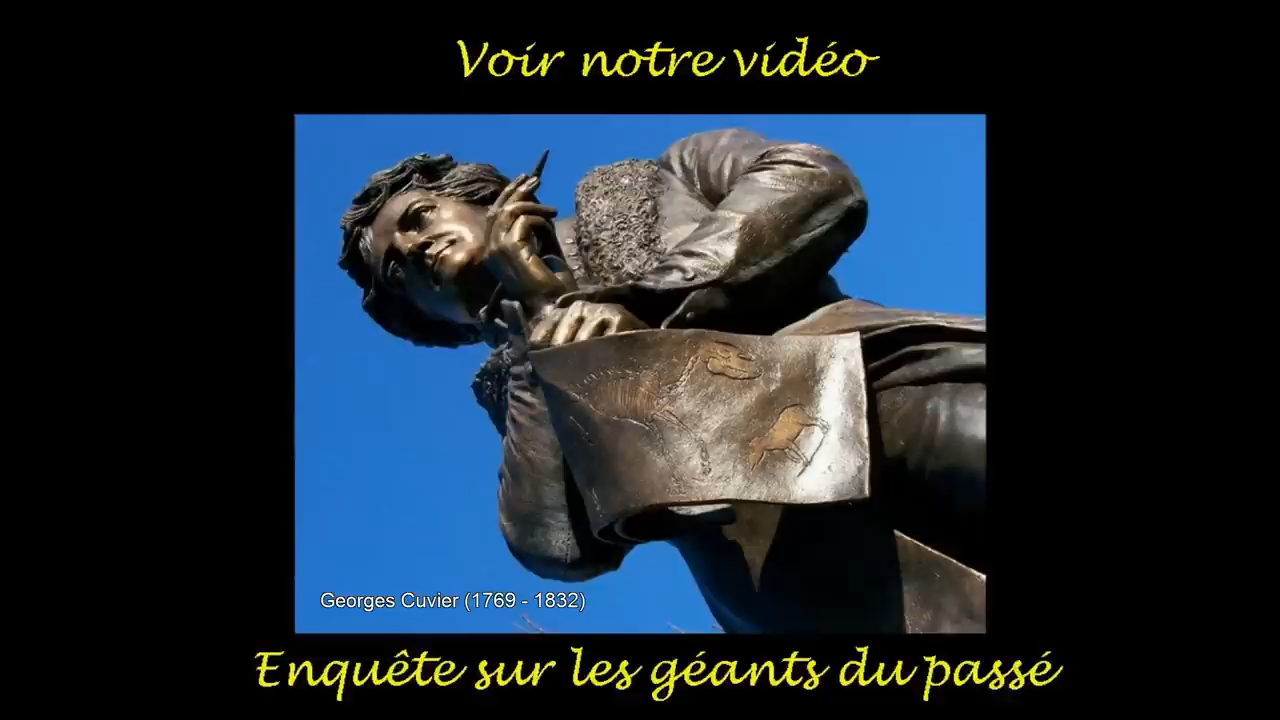 Voir notre vidéo
Georges Cuvier (1769 - 1832)
Enquête sur les géants du passé